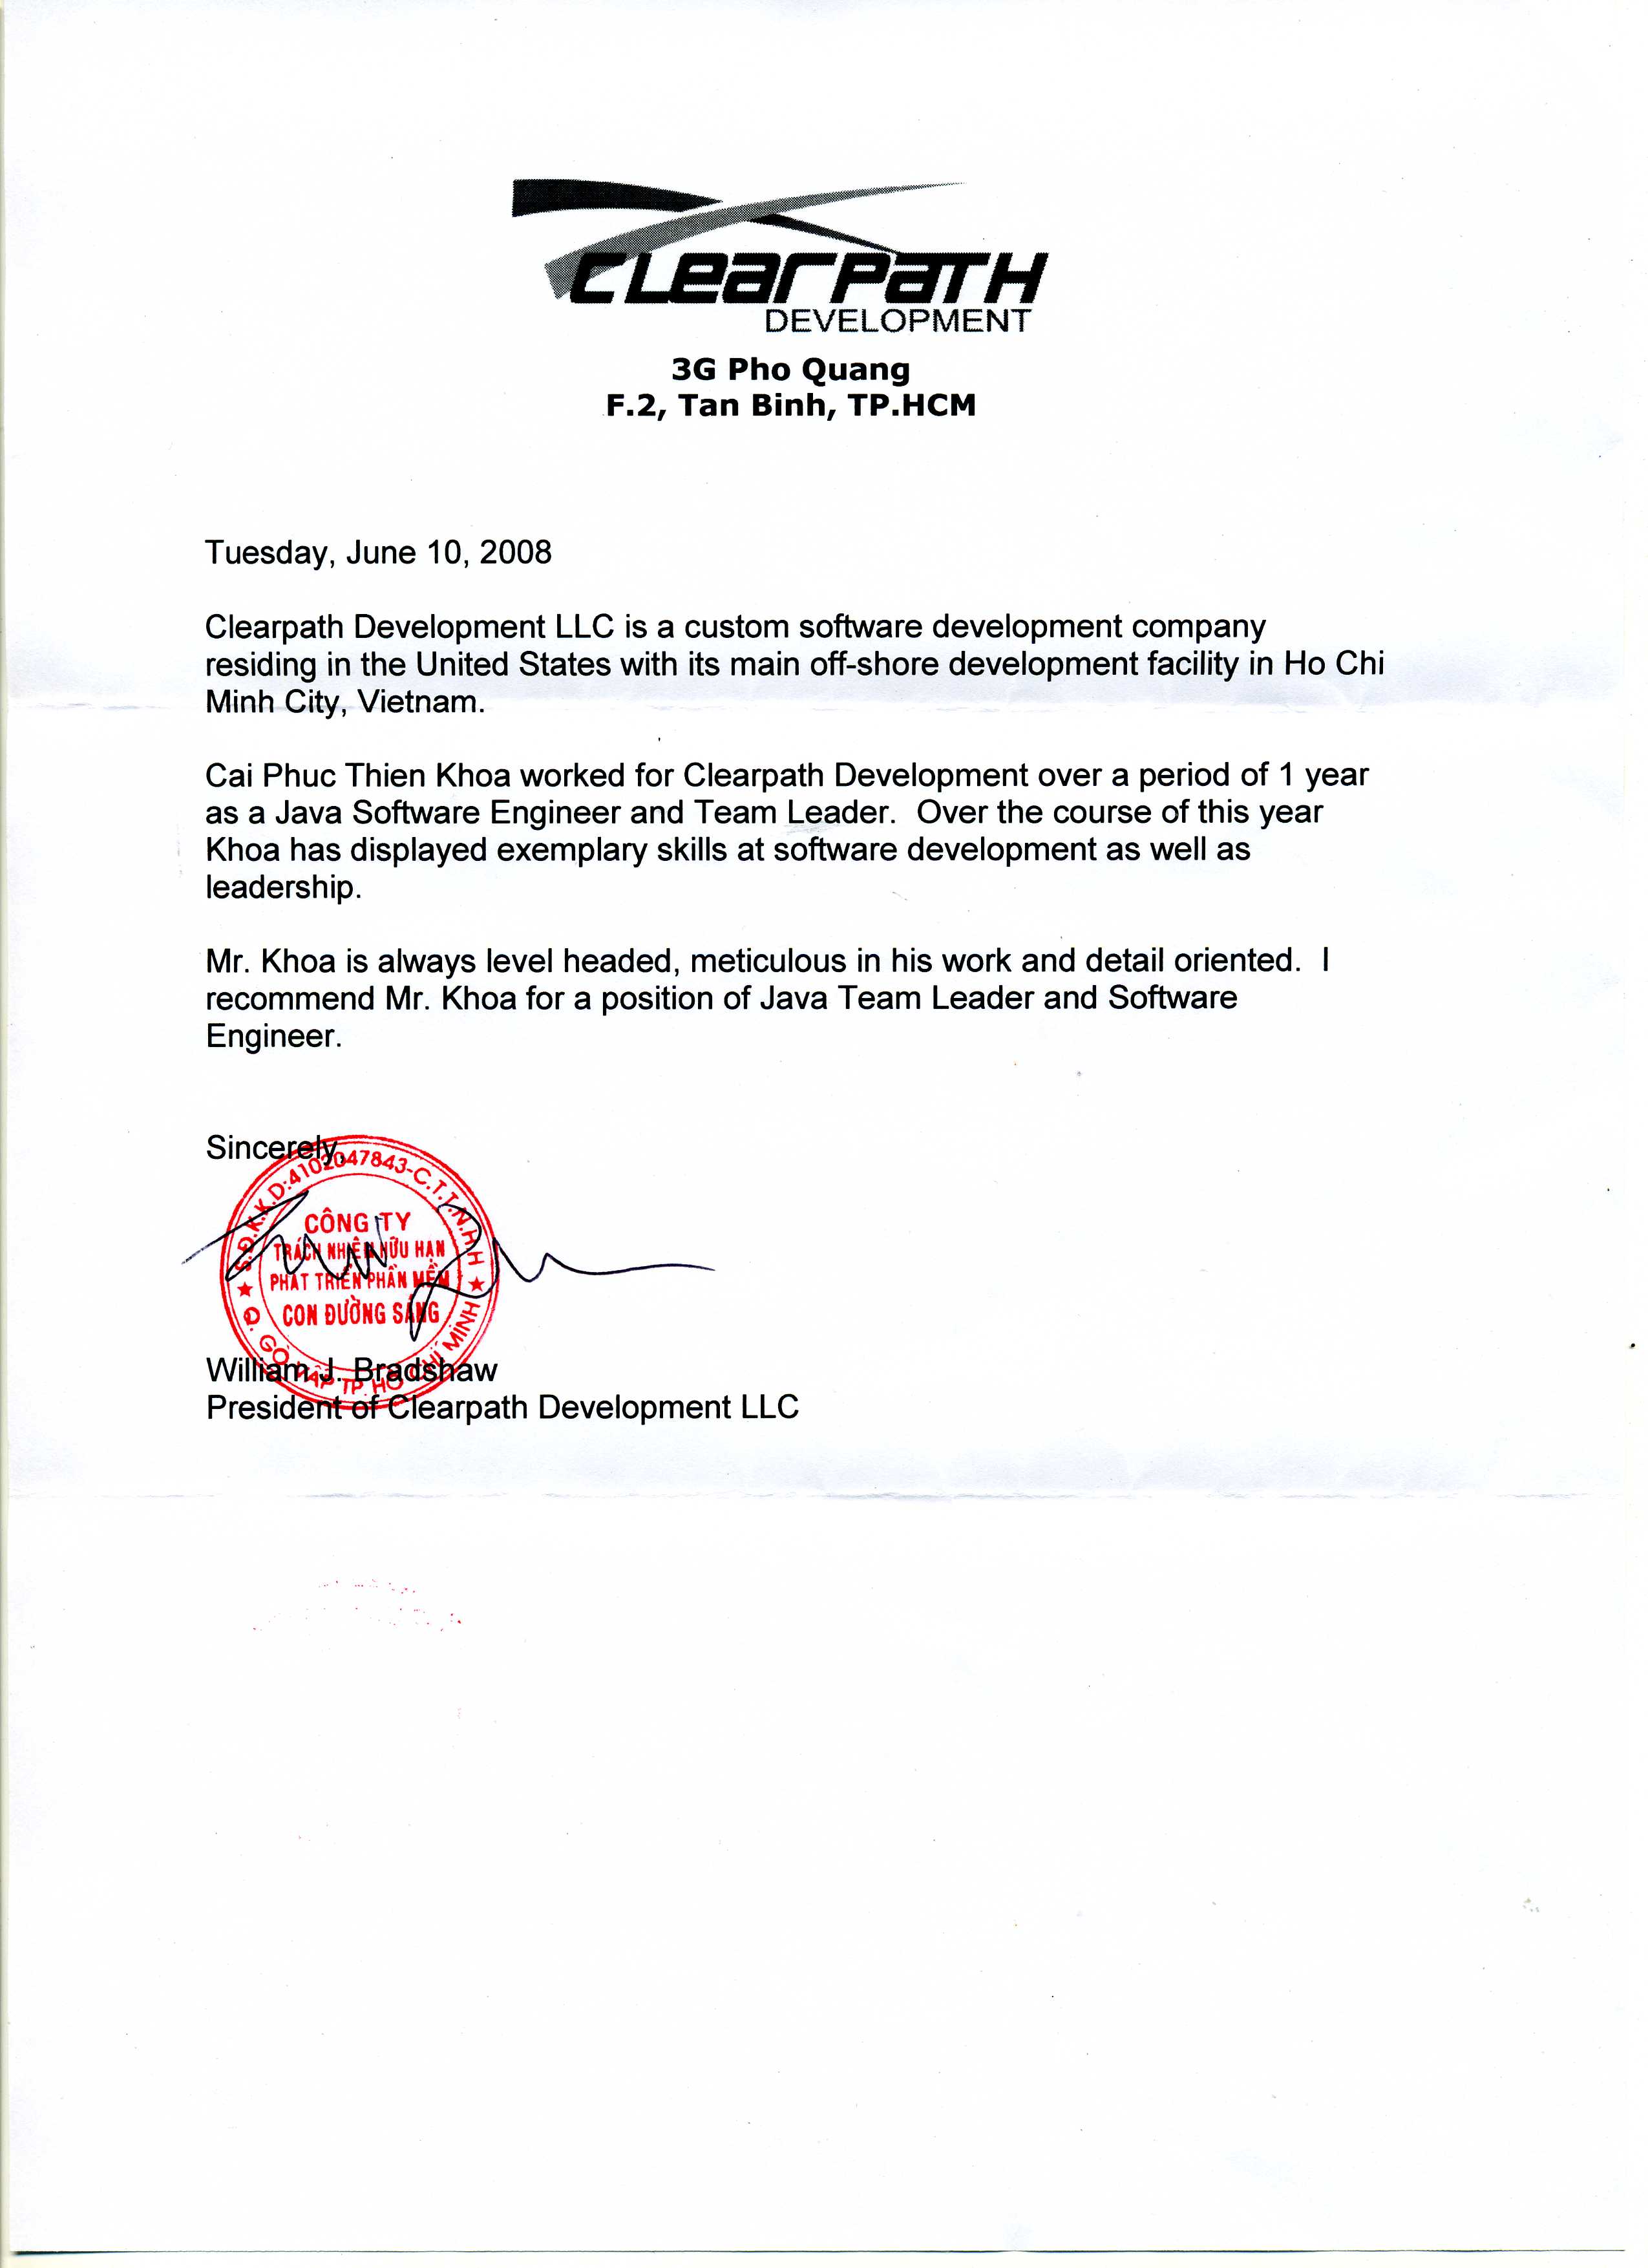 CLearPaTH
DEVELOPMENT
3G Pho Quang
F.2, Tan Binh, TP.HCM
Tuesday, June 10, 2008
Clearpath Development LLC is a custom software development company
residing in the United States with its main off-shore development facility in Ho Chi
Minh City, Vietnam.
Cai Phuc Thien Khoa worked for Clearpath Development over a period of 1 year
as a Java Software Engineer and Team Leader.  Over the course of this year
Khoa has displayed exemplary skills at software development as well as
leadership.
Mr. Khoa is always level headed, meticulous in his work and detail oriented.  I
recommend Mr. Khoa for a position of Java Team Leader and Software
Engineer.
Sincerely,
S.Đ.K.K.D:4102047843-C.T.T.N.H.H
CÔNG TY
TRÁCH NHIỆM HỮU HẠN
PHÁT TRIỂN PHẦN MỀM
CON ĐƯỜNG SÁNG
Q. GÒ VẤP TP. HỒ CHÍ MINH
William J. Bradshaw
President of Clearpath Development LLC